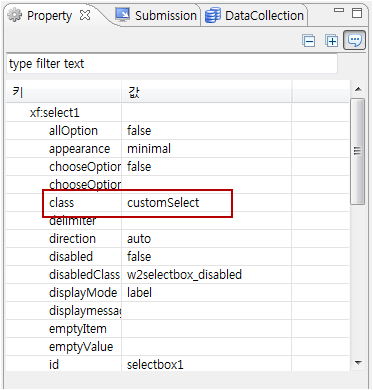 Property Submission DataCollection
type filter text
키 값
xf:select1
allOption false
appearance minimal
chooseOption false
chooseOption
class customSelect
delimiter
direction auto
disabled false
disabledClass w2selectbox_disabled
displayMode label
displaymessag
emptyItem
emptyValue
id selectbox1